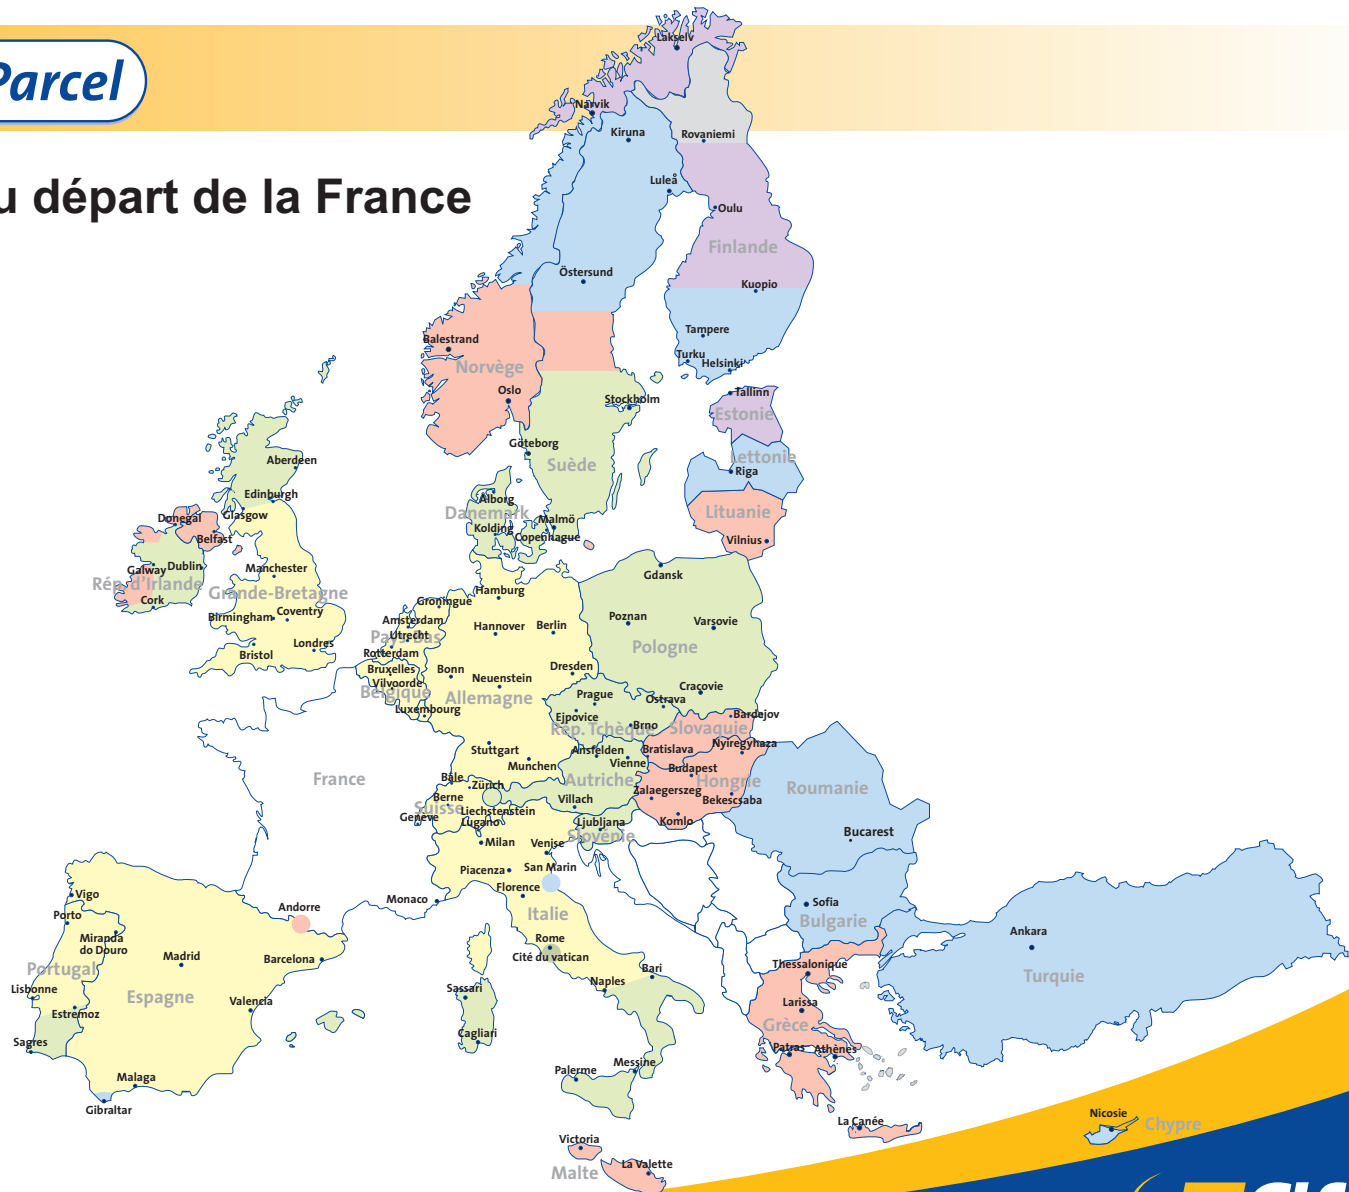 Parcel
u départ de la France
Lakselv
Narvik
Kiruna
Rovaniemi
Luleå
Oulu
Finlande
Östersund
Kuopio
Balestrand
Norvège
Tampere
Turku
Helsinki
Oslo
Stockholm
Tallinn
Estonie
Göteborg
Suède
Lettonie
Riga
Aberdeen
Edinburgh
Glasgow
Ålborg
Danemark
Lituanie
Donegal
Belfast
Kolding
Malmö
Copenhague
Vilnius
Galway
Dublin
Rép. d'Irlande
Manchester
Grande-Bretagne
Gdansk
Cork
Birmingham
Coventry
Groningue
Hamburg
Amsterdam
Utrecht
Pays-Bas
Hannover
Berlin
Poznan
Varsovie
Bristol
Londres
Rotterdam
Pologne
Bruxelles
Vilvoorde
Belgique
Bonn
Neuenstein
Allemagne
Dresden
Luxembourg
Prague
Ostrava
Cracovie
Ejpovice
Rép. Tchèque
Brno
Slovaquie
Bardejov
Stuttgart
Munchen
Ansfelden
Vienne
Bratislava
Nyiregyhaza
France
Bâle
Zürich
Autriche
Budapest
Hongrie
Roumanie
Berne
Suisse
Genève
Liechstenstein
Lugano
Villach
Zalaegerszeg
Bekescsaba
Ljubljana
Slovénie
Komlo
Bucarest
Milan
Venise
Piacenza
San Marin
Florence
Monaco
Italie
Vigo
Porto
Andorre
Sofia
Bulgarie
Miranda
do Douro
Madrid
Barcelona
Rome
Cité du vatican
Ankara
Portugal
Espagne
Lisbonne
Estremoz
Valencia
Sassari
Naples
Bari
Thessalonique
Turquie
Larissa
Grèce
Sagres
Cagliari
Patras
Athènes
Malaga
Gibraltar
Palerme
Messine
La Canée
Nicosie
Chypre
Victoria
Malte
La Valette